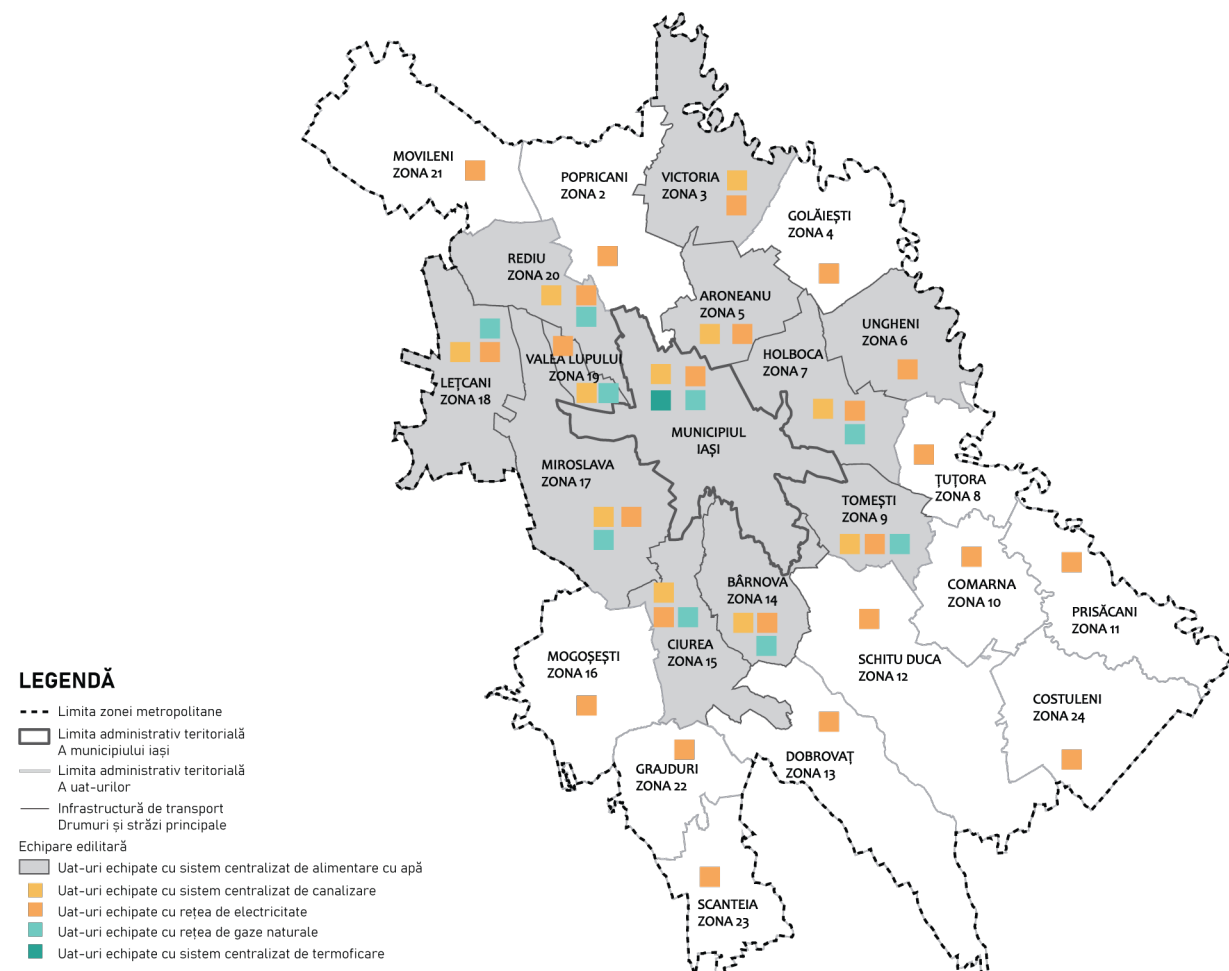 MOVILENI
ZONA 21
POPRICANI
ZONA 2
VICTORIA
ZONA 3
GOLĂIEȘTI
ZONA 4
REDIU
ZONA 20
ARONEANU
ZONA 5
UNGHENI
ZONA 6
HOLBOCA
ZONA 7
VALEA LUPULUI
ZONA 19
LEȚCANI
ZONA 18
MUNICIPIUL
IAȘI
MIROSLAVA
ZONA 17
ȚUȚORA
ZONA 8
TOMEȘTI
ZONA 9
BÂRNOVA
ZONA 14
COMARNA
ZONA 10
PRISĂCANI
ZONA 11
CIUREA
ZONA 15
MOGOȘEȘTI
ZONA 16
SCHITU DUCA
ZONA 12
COSTULENI
ZONA 24
DOBROVAȚ
ZONA 13
GRAJDURI
ZONA 22
SCANTEIA
ZONA 23
LEGENDĂ
Limita zonei metropolitane
Limita administrativ teritorială
A municipiului iași
Limita administrativ teritorială
A uat-urilor
Infrastructură de transport
Drumuri și străzi principale
Echipare edilitară
Uat-uri echipate cu sistem centralizat de alimentare cu apă
Uat-uri echipate cu sistem centralizat de canalizare
Uat-uri echipate cu rețea de electricitate
Uat-uri echipate cu rețea de gaze naturale
Uat-uri echipate cu sistem centralizat de termoficare